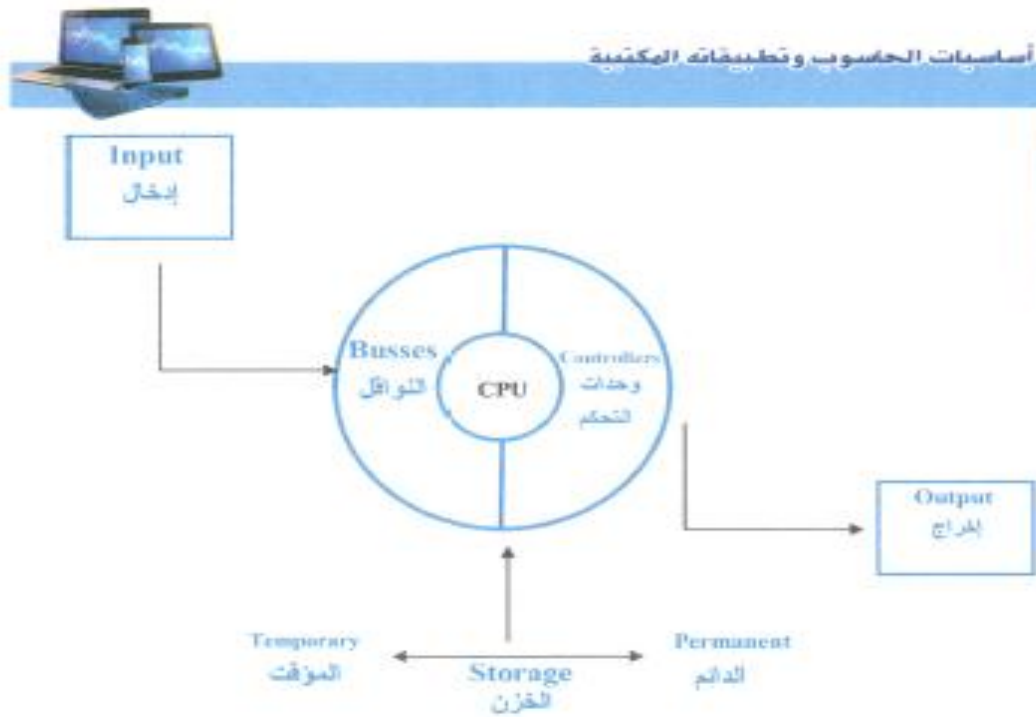 أساسيات الحاسوب وتطبيقاته المكتبية
Input
إدخال
Busses
النواقل
CPU
Controllers
وحدات
التحكم
Output
إخراج
Temporary
المؤقت
Storage
الخزن
Permanent
الدائم